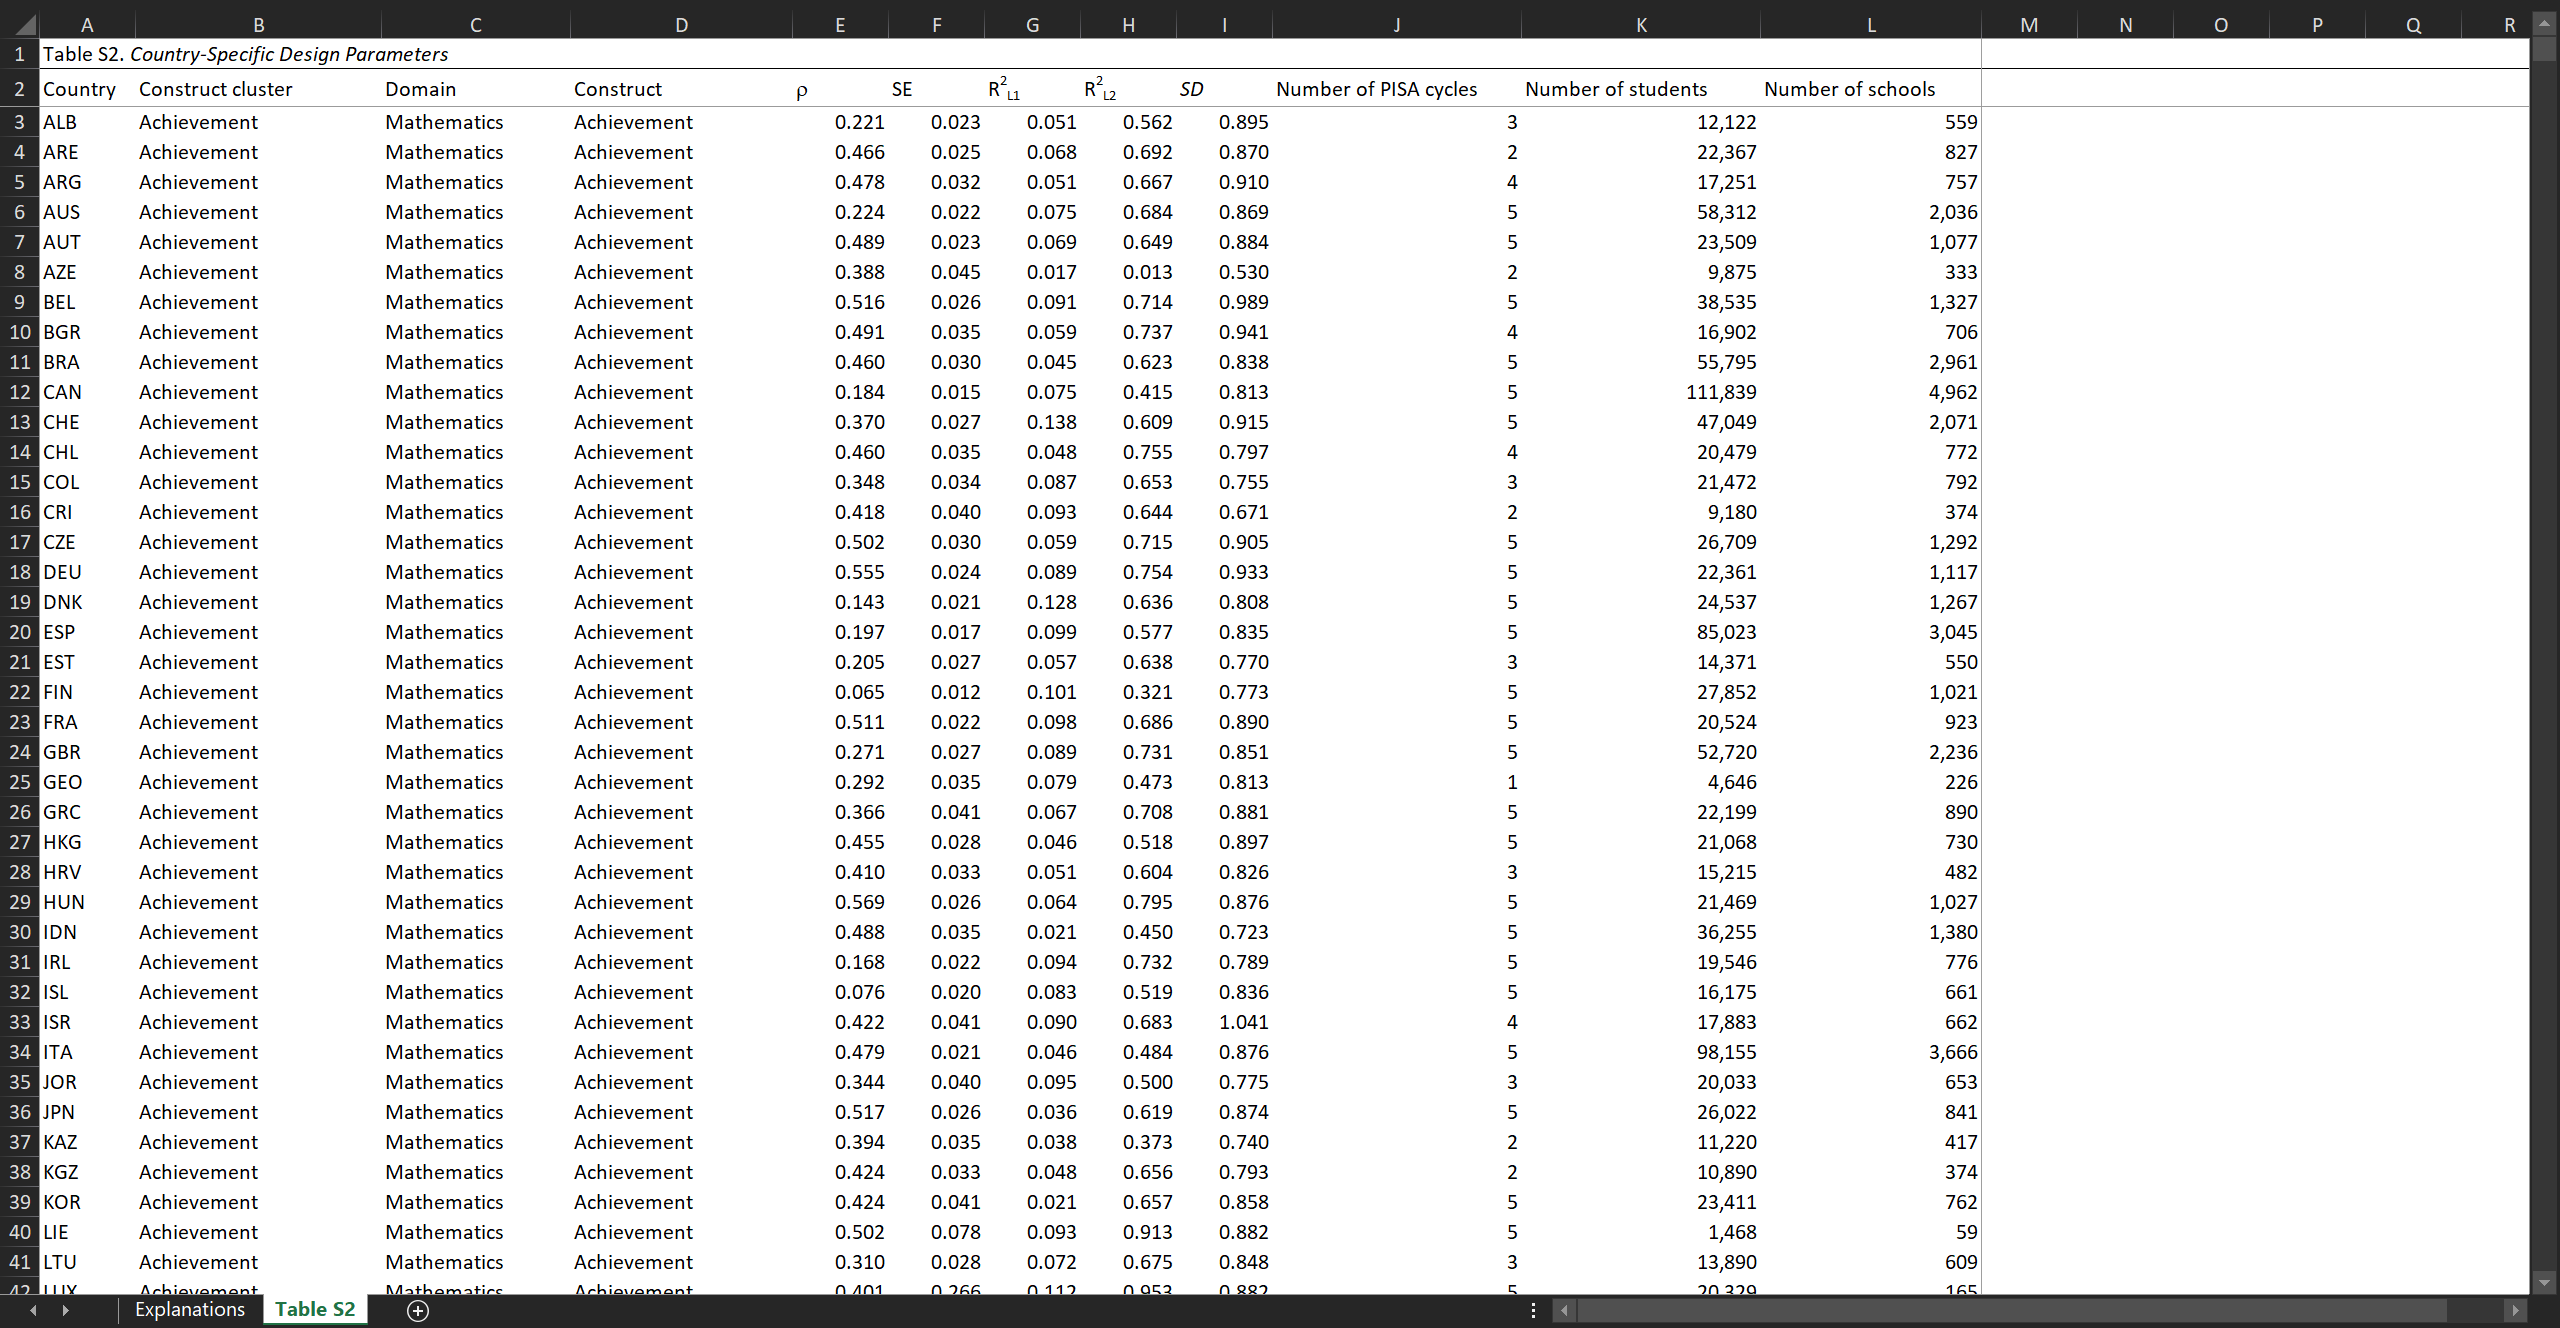 A B C D E F G H I J K L M N O P Q R
1 Table S2. Country-Specific Design Parameters
2 Country Construct cluster Domain Construct ρ SE R²L1 R²L2 SD Number of PISA cycles Number of students Number of schools
3 ALB Achievement Mathematics Achievement 0.221 0.023 0.051 0.562 0.895 3 12,122 559
4 ARE Achievement Mathematics Achievement 0.466 0.025 0.068 0.692 0.870 2 22,367 827
5 ARG Achievement Mathematics Achievement 0.478 0.032 0.051 0.667 0.910 4 17,251 757
6 AUS Achievement Mathematics Achievement 0.224 0.022 0.075 0.684 0.869 5 58,312 2,036
7 AUT Achievement Mathematics Achievement 0.489 0.023 0.069 0.649 0.884 5 23,509 1,077
8 AZE Achievement Mathematics Achievement 0.388 0.045 0.017 0.013 0.530 2 9,875 333
9 BEL Achievement Mathematics Achievement 0.516 0.026 0.091 0.714 0.989 5 38,535 1,327
10 BGR Achievement Mathematics Achievement 0.491 0.035 0.059 0.737 0.941 4 16,902 706
11 BRA Achievement Mathematics Achievement 0.460 0.030 0.045 0.623 0.838 5 55,795 2,961
12 CAN Achievement Mathematics Achievement 0.184 0.015 0.075 0.415 0.813 5 111,839 4,962
13 CHE Achievement Mathematics Achievement 0.370 0.027 0.138 0.609 0.915 5 47,049 2,071
14 CHL Achievement Mathematics Achievement 0.460 0.035 0.048 0.755 0.797 4 20,479 772
15 COL Achievement Mathematics Achievement 0.348 0.034 0.087 0.653 0.755 3 21,472 792
16 CRI Achievement Mathematics Achievement 0.418 0.040 0.093 0.644 0.671 2 9,180 374
17 CZE Achievement Mathematics Achievement 0.502 0.030 0.059 0.715 0.905 5 26,709 1,292
18 DEU Achievement Mathematics Achievement 0.555 0.024 0.089 0.754 0.933 5 22,361 1,117
19 DNK Achievement Mathematics Achievement 0.143 0.021 0.128 0.636 0.808 5 24,537 1,267
20 ESP Achievement Mathematics Achievement 0.197 0.017 0.099 0.577 0.835 5 85,023 3,045
21 EST Achievement Mathematics Achievement 0.205 0.027 0.057 0.638 0.770 3 14,371 550
22 FIN Achievement Mathematics Achievement 0.065 0.012 0.101 0.321 0.773 5 27,852 1,021
23 FRA Achievement Mathematics Achievement 0.511 0.022 0.098 0.686 0.890 5 20,524 923
24 GBR Achievement Mathematics Achievement 0.271 0.027 0.089 0.731 0.851 5 52,720 2,236
25 GEO Achievement Mathematics Achievement 0.292 0.035 0.079 0.473 0.813 1 4,646 226
26 GRC Achievement Mathematics Achievement 0.366 0.041 0.067 0.708 0.881 5 22,199 890
27 HKG Achievement Mathematics Achievement 0.455 0.028 0.046 0.518 0.897 5 21,068 730
28 HRV Achievement Mathematics Achievement 0.410 0.033 0.051 0.604 0.826 3 15,215 482
29 HUN Achievement Mathematics Achievement 0.569 0.026 0.064 0.795 0.876 5 21,469 1,027
30 IDN Achievement Mathematics Achievement 0.488 0.035 0.021 0.450 0.723 5 36,255 1,380
31 IRL Achievement Mathematics Achievement 0.168 0.022 0.094 0.732 0.789 5 19,546 776
32 ISL Achievement Mathematics Achievement 0.076 0.020 0.083 0.519 0.836 5 16,175 661
33 ISR Achievement Mathematics Achievement 0.422 0.041 0.090 0.683 1.041 4 17,883 662
34 ITA Achievement Mathematics Achievement 0.479 0.021 0.046 0.484 0.876 5 98,155 3,666
35 JOR Achievement Mathematics Achievement 0.344 0.040 0.095 0.500 0.775 3 20,033 653
36 JPN Achievement Mathematics Achievement 0.517 0.026 0.036 0.619 0.874 5 26,022 841
37 KAZ Achievement Mathematics Achievement 0.394 0.035 0.038 0.373 0.740 2 11,220 417
38 KGZ Achievement Mathematics Achievement 0.424 0.033 0.048 0.656 0.793 2 10,890 374
39 KOR Achievement Mathematics Achievement 0.424 0.041 0.021 0.657 0.858 5 23,411 762
40 LIE Achievement Mathematics Achievement 0.502 0.078 0.093 0.913 0.882 5 1,468 59
41 LTU Achievement Mathematics Achievement 0.310 0.028 0.072 0.675 0.848 3 13,890 609
42 LUX Achievement Mathematics Achievement 0.401 0.266 0.112 0.953 0.882 5 20,329 165
Explanations Table S2